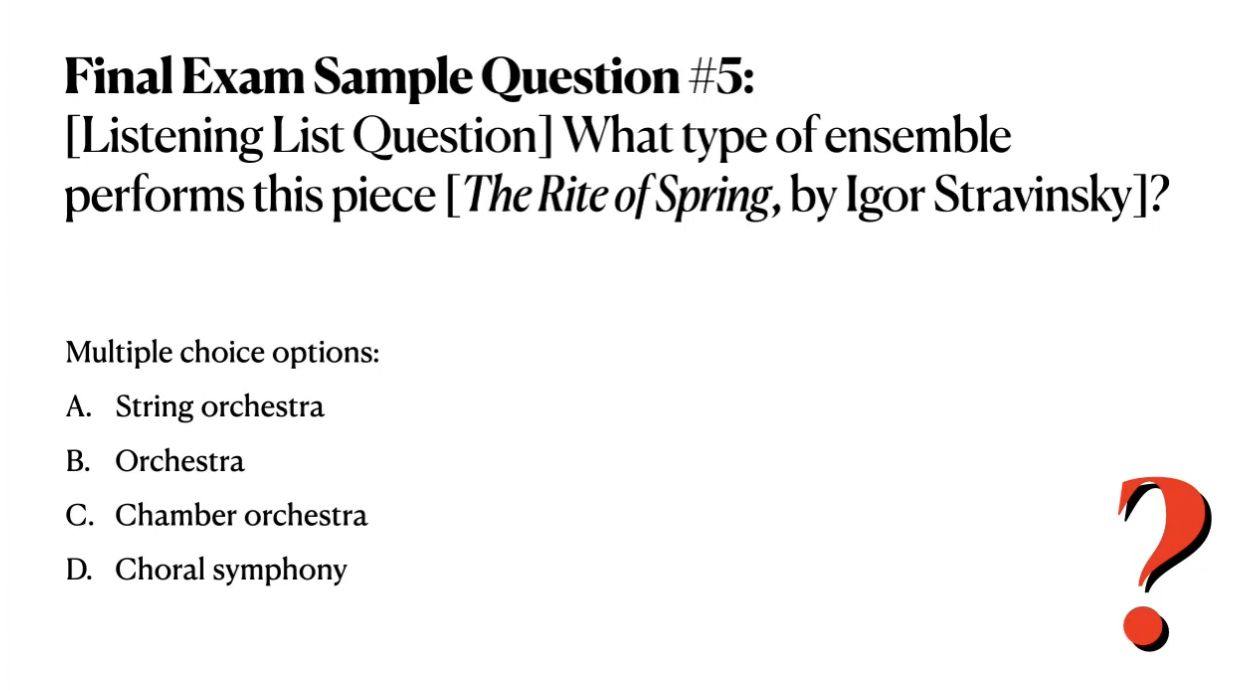 Final Exam Sample Question #5:
[Listening List Question] What type of ensemble
performs this piece [The Rite of Spring, by Igor Stravinsky]?
Multiple choice options:
A. String orchestra
B. Orchestra
C. Chamber orchestra
D. Choral symphony
?